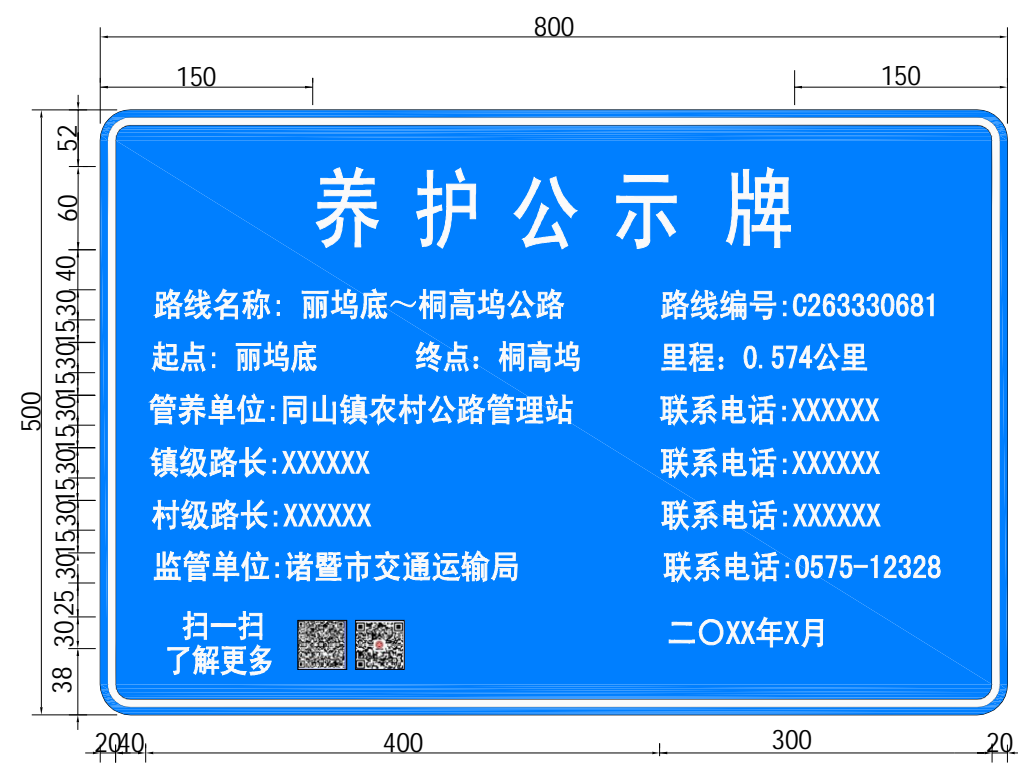 800
150 150
养护公示牌
路线名称: 丽坞底～桐高坞公路 路线编号:C263330681
起点: 丽坞底 终点: 桐高坞 里程: 0.574公里
管养单位:同山镇农村公路管理站 联系电话:XXXXXX
镇级路长:XXXXXX 联系电话:XXXXXX
村级路长:XXXXXX 联系电话:XXXXXX
监管单位:诸暨市交通运输局 联系电话:0575-12328
扫一扫
了解更多
二〇XX年X月
500
52
60
40
30
15
30
15
30
15
30
15
30
15
30
25
30
38
20 40 400 300 20